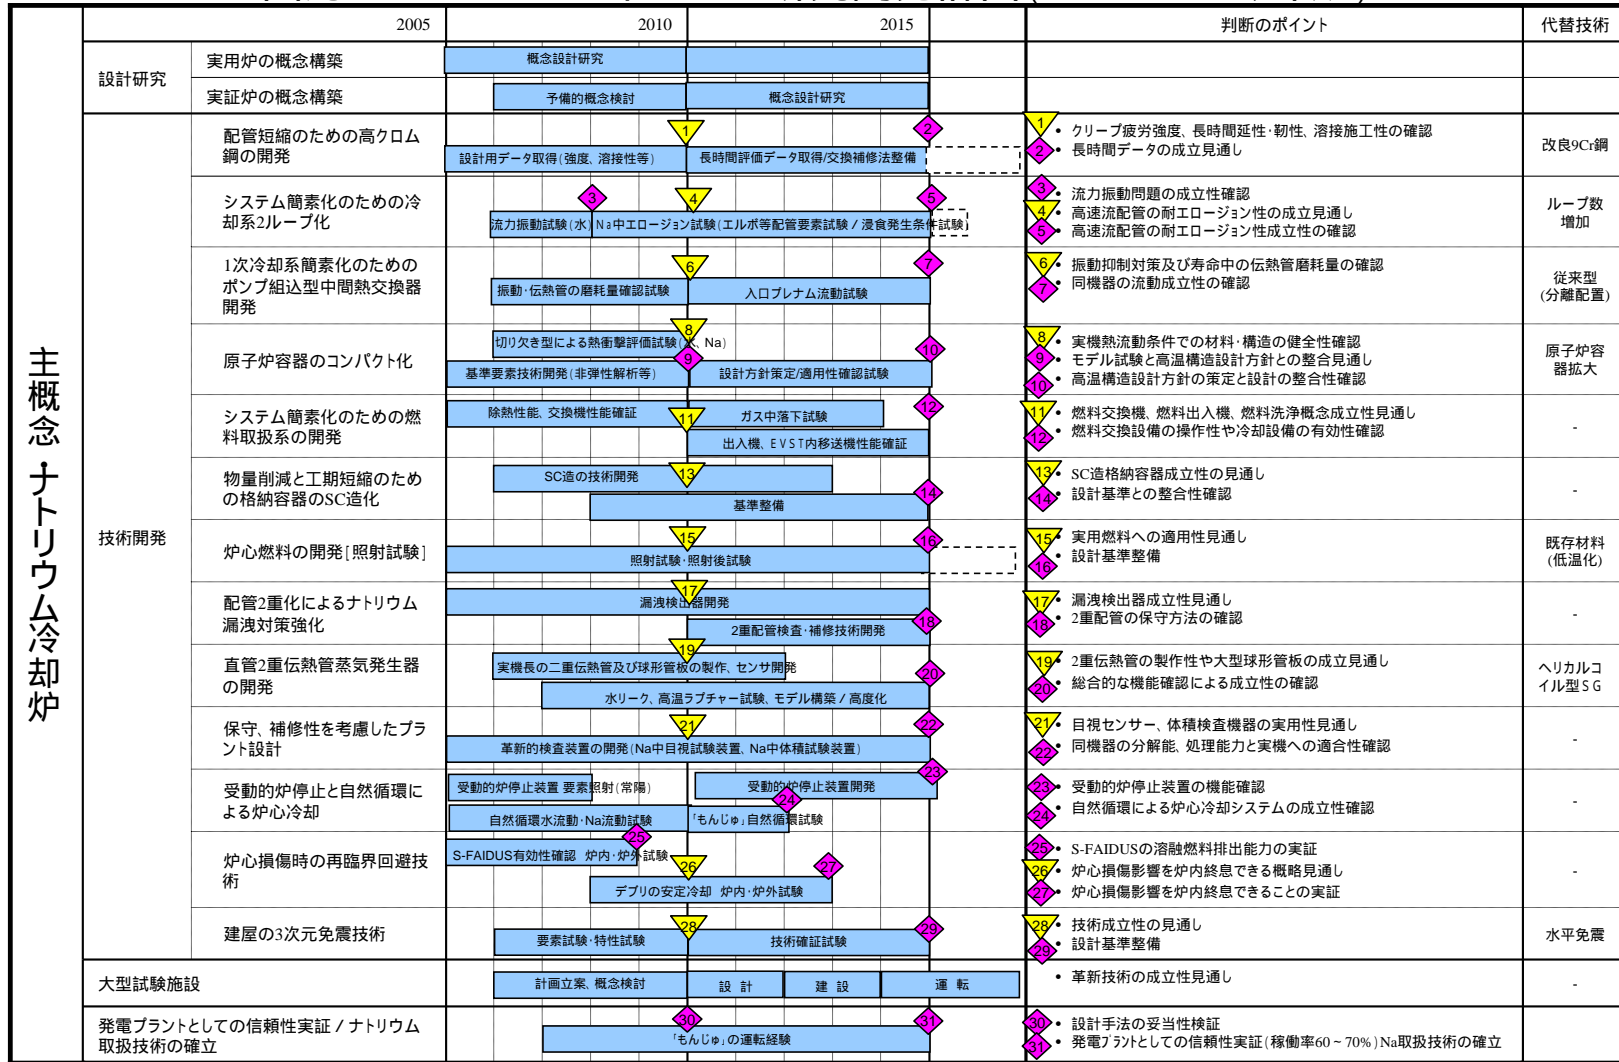 2005
2010
2015
判断のポイント
代替技術
主概念：ナトリウム冷却炉
設計研究
実用炉の概念構築
概念設計研究
実証炉の概念構築
予備的概念検討
概念設計研究
技術開発
配管短縮のための高クロム
鋼の開発
1
2
設計用データ取得(強度、溶接性等)
長時間評価データ取得/交換補修法整備
1
・クリープ疲労強度、長時間延性・靭性、溶接施工性の確認
2
・長時間データの成立見通し
改良9Cr鋼
システム簡素化のための冷
却系2ループ化
3
4
5
流力振動試験(水)
Na中エロージョン試験(エルボ等配管要素試験/浸食発生条件試験)
3
・流力振動問題の成立性確認
4
・高速流配管の耐エロージョン性の成立見通し
5
・高速流配管の耐エロージョン性成立性の確認
ループ数
増加
1次冷却系簡素化のための
ポンプ組込型中間熱交換器
開発
6
7
振動・伝熱管の磨耗量確認試験
入口プレナム流動試験
6
・振動抑制対策及び寿命中の伝熱管磨耗量の確認
7
・同機器の流動成立性の確認
従来型
(分離配置)
原子炉容器のコンパクト化
8
切り欠き型による熱衝撃評価試験(水、Na)
9
10
基準要素技術開発(非弾性解析等)
設計方針策定/適用性確認試験
8
・実機熱流動条件での材料・構造の健全性確認
9
・モデル試験と高温構造設計方針との整合見通し
10
・高温構造設計方針の策定と設計の整合性確認
原子炉容
器拡大
システム簡素化のための燃
料取扱系の開発
除熱性能、交換機性能確証
11
ガス中落下試験
12
出入機、EVST内移送機性能確証
11
・燃料交換機、燃料出入機、燃料洗浄概念成立性見通し
12
・燃料交換設備の操作性や冷却設備の有効性確認
-
物量削減と工期短縮のため
の格納容器のSC造化
SC造の技術開発
13
14
基準整備
13
・SC造格納容器成立性の見通し
14
・設計基準との整合性確認
-
炉心燃料の開発[照射試験]
15
16
照射試験・照射後試験
15
・実用燃料への適用性見通し
16
・設計基準整備
既存材料
(低温化)
配管2重化によるナトリウム
漏洩対策強化
17
漏洩検出器開発
18
2重配管検査・補修技術開発
17
・漏洩検出器成立性見通し
18
・2重配管の保守方法の確認
-
直管2重伝熱管蒸気発生器
の開発
19
実機長の二重伝熱管及び球形管板の製作、センサ開発
20
水リーク、高温ラプチャー試験、モデル構築/高度化
19
・2重伝熱管の製作性や大型球形管板の成立見通し
20
・総合的な機能確認による成立性の確認
ヘリカルコ
イル型SG
保守、補修性を考慮したプラ
ント設計
21
22
革新的検査装置の開発(Na中目視試験装置、Na中体積試験装置)
21
・目視センサー、体積検査機器の実用性見通し
22
・同機器の分解能、処理能力と実機への適合性確認
-
受動的炉停止と自然循環に
よる炉心冷却
受動的炉停止装置 要素照射(常陽)
受動的炉停止装置開発
23
24
自然循環水流動・Na流動試験
「もんじゅ」自然循環試験
23
・受動的炉停止装置の機能確認
24
・自然循環による炉心冷却システムの成立性確認
-
炉心損傷時の再臨界回避技
術
25
S-FAIDUS有効性確認 炉内・炉外試験
26
27
デブリの安定冷却 炉内・炉外試験
25
・S-FAIDUSの溶融燃料排出能力の実証
26
・炉心損傷影響を炉内終息できる概略見通し
27
・炉心損傷影響を炉内終息できることの実証
-
建屋の3次元免震技術
28
29
要素試験・特性試験
技術確証試験
28
・技術成立性の見通し
29
・設計基準整備
水平免震
大型試験施設
計画立案、概念検討
設 計
建 設
運 転
・革新技術の成立性見通し
-
発電プラントとしての信頼性実証/ナトリウム
取扱技術の確立
30
31
「もんじゅ」の運転経験
30
・設計手法の妥当性検証
31
・発電プラントとしての信頼性実証(稼働率60~70%)Na取扱技術の確立